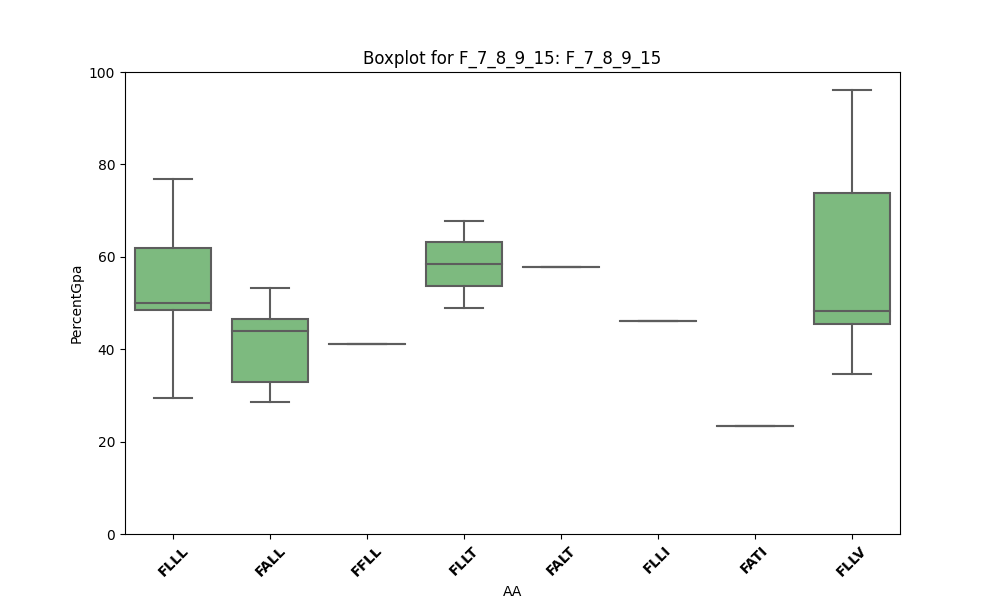 Boxplot for F_7_8_9_15: F_7_8_9_15
100
80
60
40
20
0
PercentGpa
FLLL
FALL
FFLL
FLLT
FALT
FLLI
FATI
FLLV
AA